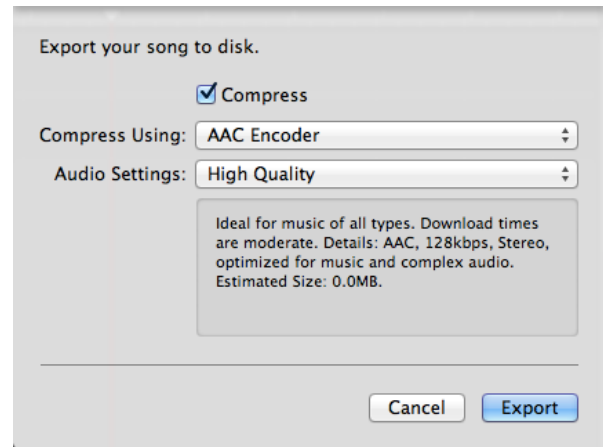 Export your song to disk.
Compress
Compress Using: AAC Encoder
Audio Settings: High Quality
Ideal for music of all types. Download times
are moderate. Details: AAC, 128kbps, Stereo,
optimized for music and complex audio.
Estimated Size: 0.0MB.
Cancel Export